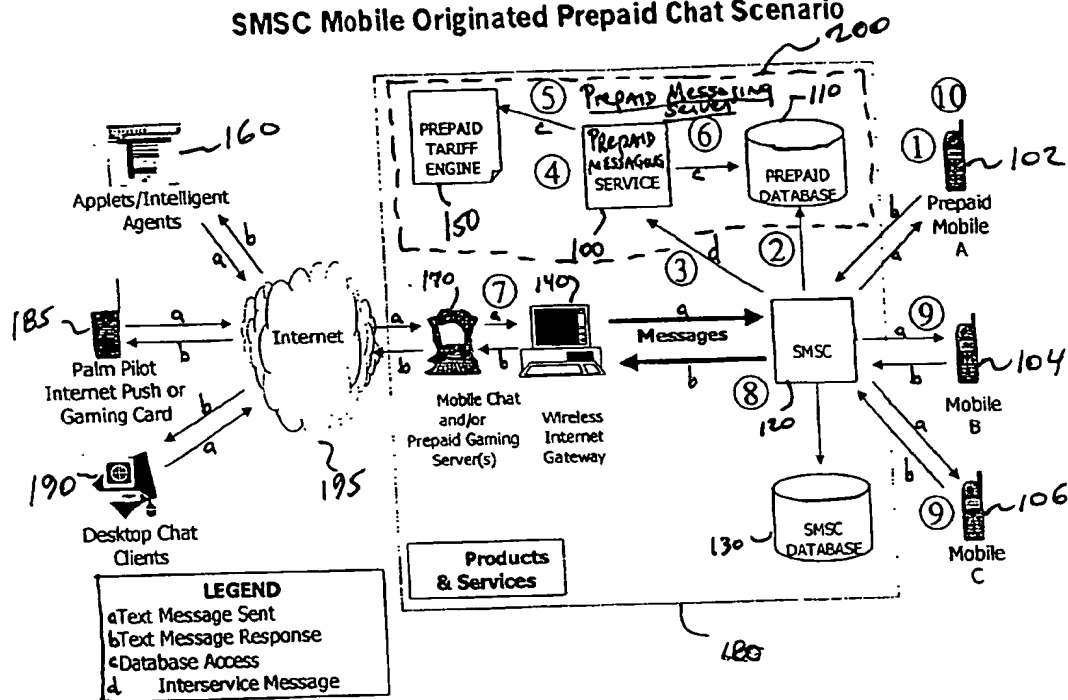 SMSC Mobile Originated Prepaid Chat Scenario
200
⑤ Prepaid Messaging Server
110
⑩
160
PREPAID TARIFF ENGINE
c
④
PREPAID MESSAGING SERVICE
⑥
c
PREPAID DATABASE
①
102
Applets/Intelligent
Agents
150
100
d
③
②
b
a
Prepaid
Mobile
A
b
a
185
a
b
Internet
a
b
170
⑦
a
b
140
a
Messages
b
SMSC
⑨
a
b
104
Palm Pilot
Internet Push or
Gaming Card
Mobile Chat
and/or
Prepaid Gaming
Server(s)
Wireless
Internet
Gateway
⑧
120
Mobile
B
b
a
190
195
a
b
⑨
106
Desktop Chat
Clients
130
SMSC
DATABASE
Mobile
C
Products
& Services
LEGEND
aText Message Sent
bText Message Response
cDatabase Access
d Interservice Message
180